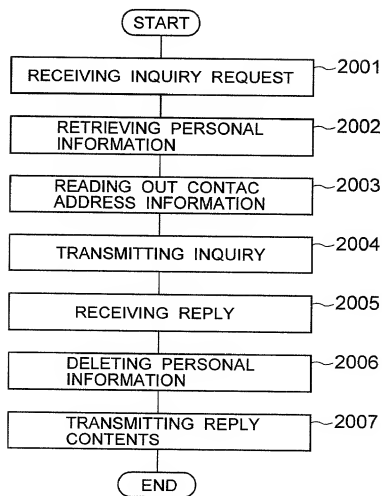 START
RECEIVING INQUIRY REQUEST
2001
RETRIEVING PERSONAL
INFORMATION
2002
READING OUT CONTAC
ADDRESS INFORMATION
2003
TRANSMITTING INQUIRY
2004
RECEIVING REPLY
2005
DELETING PERSONAL
INFORMATION
2006
TRANSMITTING REPLY
CONTENTS
2007
END